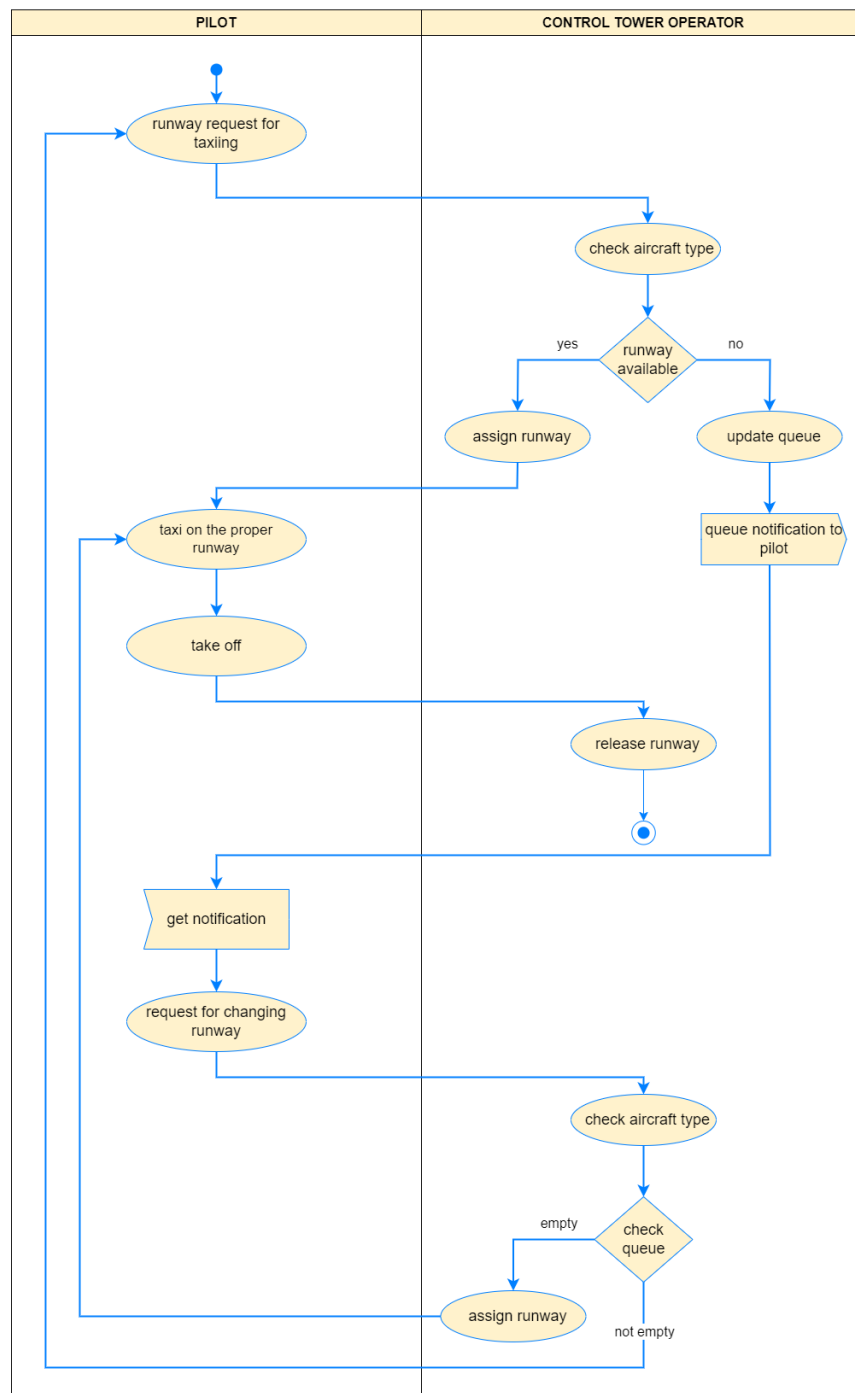 PILOT
CONTROL TOWER OPERATOR
runway request for
taxiing
check aircraft type
yes
runway
available
no
assign runway
update queue
taxi on the proper
runway
queue notification to
pilot
take off
release runway
get notification
request for changing
runway
check aircraft type
empty
check
queue
assign runway
not empty